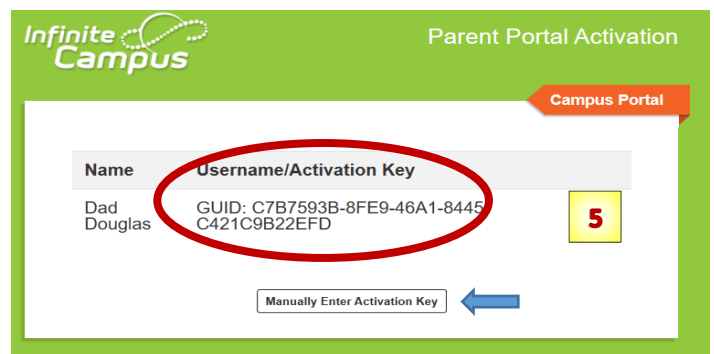 Infinite
Campus
Parent Portal Activation
Campus Portal
Name Username/Activation Key
Dad GUID: C7B7593B-8FE9-46A1-8445
Douglas C421C9B22EFD
5
Manually Enter Activation Key